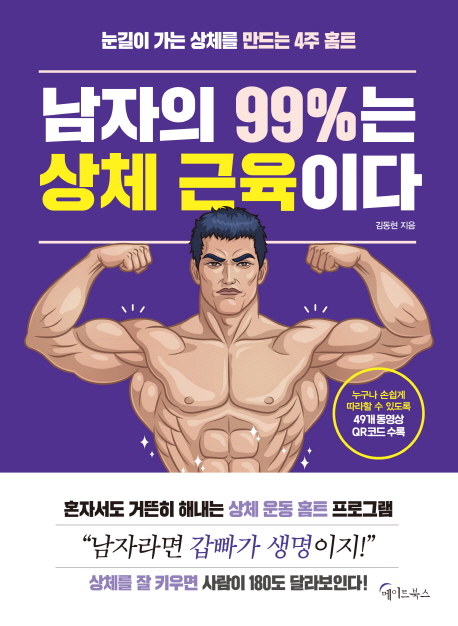 눈길이 가는 상체를 만드는 4주 홈트
남자의 99%는
상체 근육이다
김동현 지음
누구나 손쉽게
따라할 수 있도록
49개 동영상
QR코드 수록
혼자서도 거뜬히 해내는 상체 운동 홈트 프로그램
“남자라면 갑빠가 생명이지!”
상체를 잘 키우면 사람이 180도 달라보인다!
메이트북스